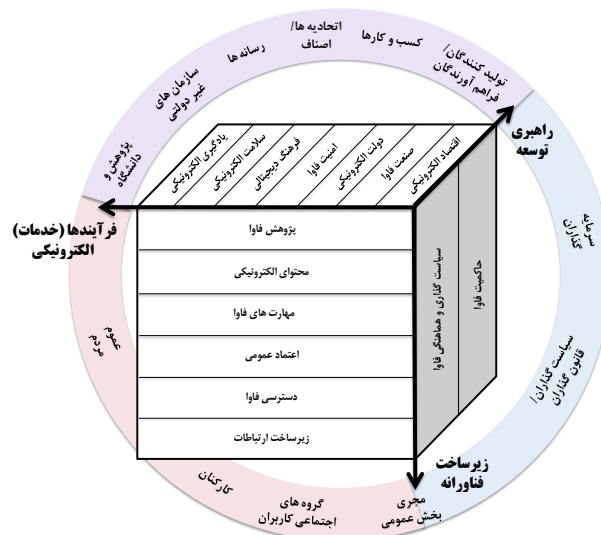 اتحادیه ها/
اصناف
کسب و کارها
تولید کنندگان/
فراهم آورندگان
رسانه ها
سازمان های
غیر دولتی
پژوهش و
دانشگاه
راهبری
توسعه
اقتصاد الکترونیکی
صنعت فاوا
دولت الکترونیکی
امنیت فاوا
فرهنگ دیجیتالی
سلامت الکترونیکی
یادگیری الکترونیکی
فرآیندها (خدمات)
الکترونیکی
پژوهش فاوا
محتوای الکترونیکی
مهارت های فاوا
اعتماد عمومی
دسترسی فاوا
زیرساخت ارتباطات
سیاست گذاری و هماهنگی فاوا
حاکمیت فاوا
سرمایه
گذاران
سیاست گذاران/
قانون گذاران
عموم
مردم
زیرساخت
فناورانه
کارکنان
گروه های
اجتماعی کاربران
مجری
بخش عمومی